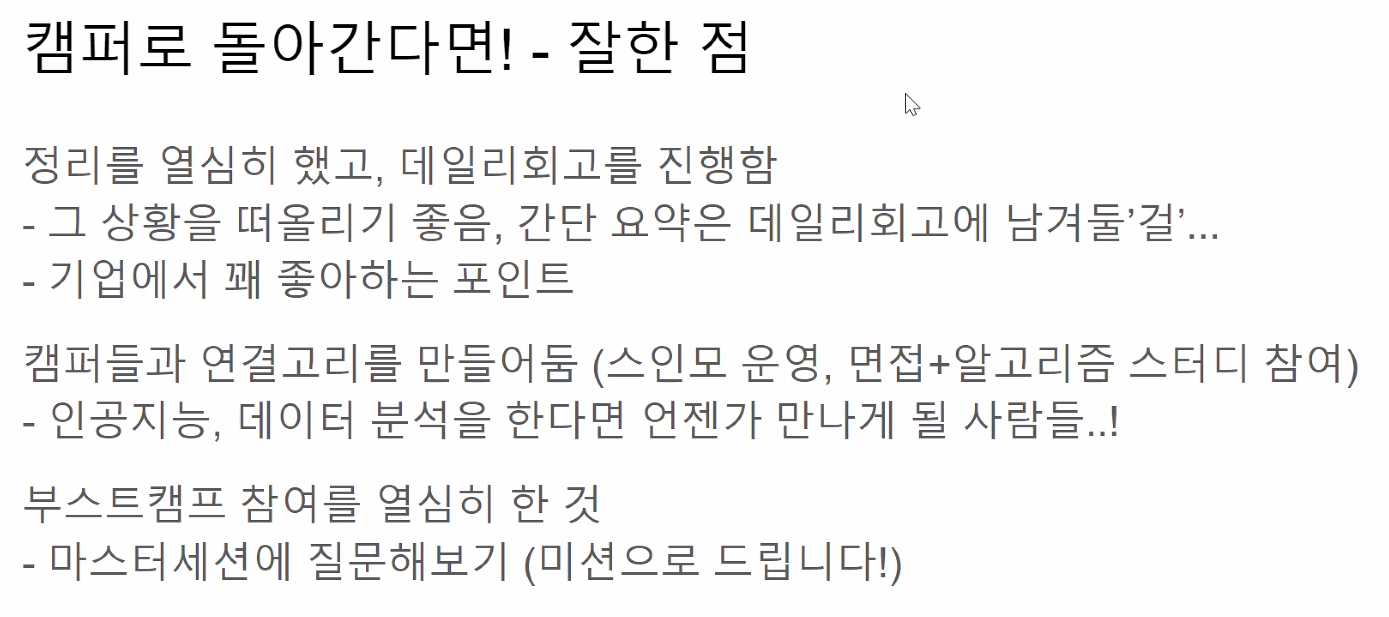 캠퍼로 돌아간다면! - 잘한 점
정리를 열심히 했고, 데일리회고를 진행함
- 그 상황을 떠올리기 좋음, 간단 요약은 데일리회고에 남겨둘’걸’...
- 기업에서 꽤 좋아하는 포인트
캠퍼들과 연결고리를 만들어둠 (스인모 운영, 면접+알고리즘 스터디 참여)
- 인공지능, 데이터 분석을 한다면 언젠가 만나게 될 사람들..!
부스트캠프 참여를 열심히 한 것
- 마스터세션에 질문해보기 (미션으로 드립니다!)